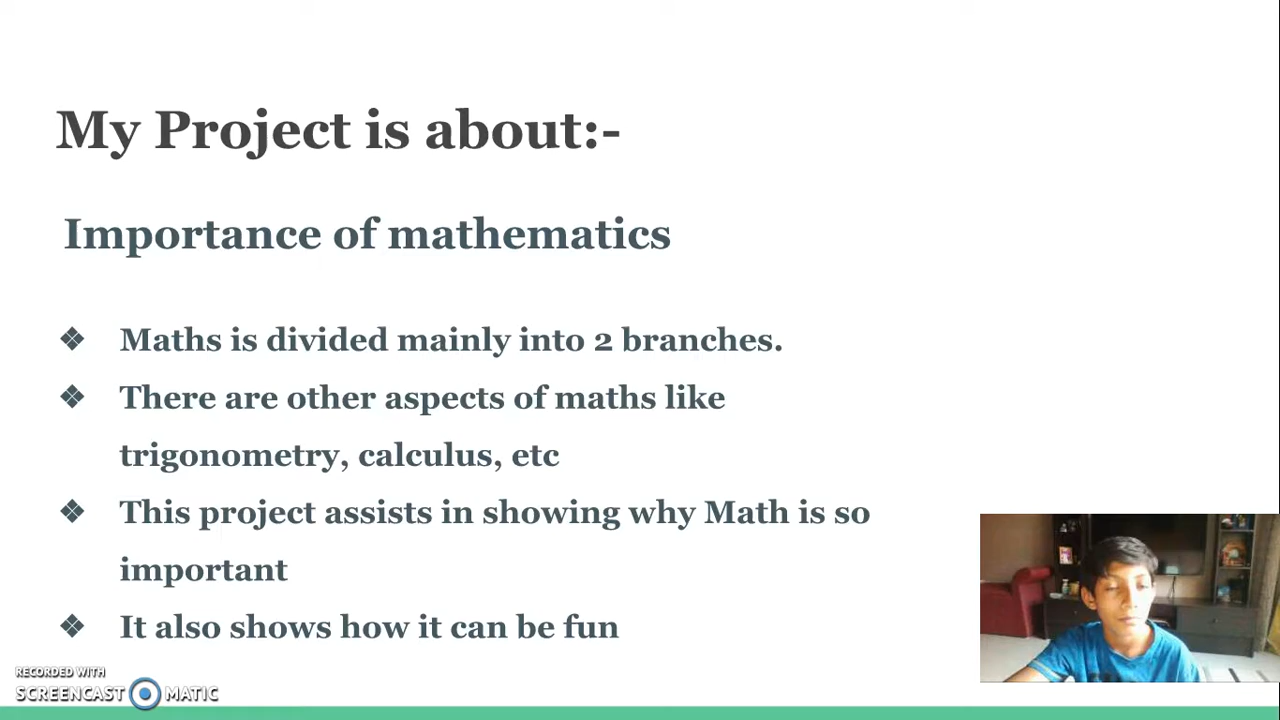 My Project is about:-
Importance of mathematics
❖ Maths is divided mainly into 2 branches.
❖ There are other aspects of maths like
trigonometry, calculus, etc
❖ This project assists in showing why Math is so
important
❖ It also shows how it can be fun
RECORDED WITH
SCREENCAST MATIC